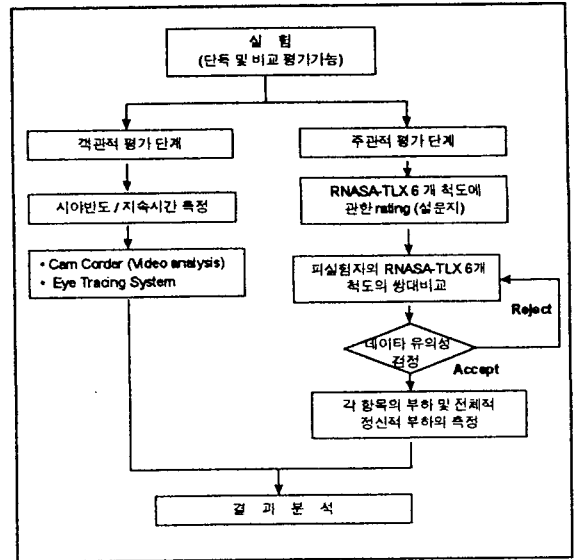 실 험
(단독 및 비교 평가가능)
객관적 평가 단계
주관적 평가 단계
시야빈도 / 지속시간 측정
RNASA-TLX 6 개 척도에
관한 rating (설문지)
• Cam Corder (Video analysis)
• Eye Tracing System
피실험자의 RNASA-TLX 6개
척도의 쌍대비교
Reject
데이타 유의성
검정
Accept
각 항목의 부하 및 전체적
정신적 부하의 측정
결 과 분 석